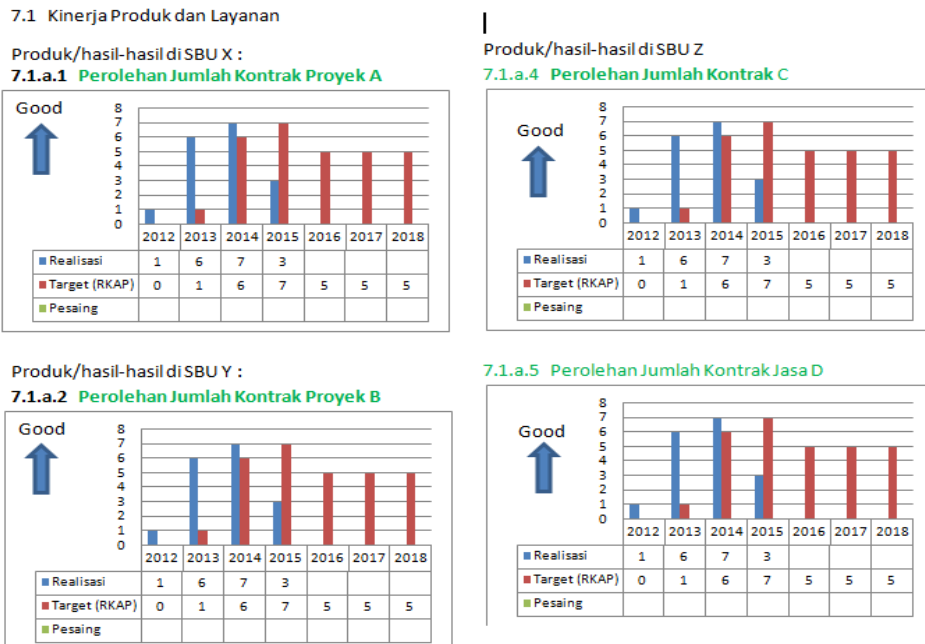 7.1 Kinerja Produk dan Layanan
Produk/hasil-hasil di SBU X :
7.1.a.1 Perolehan Jumlah Kontrak Proyek A
Good
8
7
6
5
4
3
2
1
0
2012 2013 2014 2015 2016 2017 2018
Realisasi 1 6 7 3
Target (RKAP) 0 1 6 7 5 5 5
Pesaing
Produk/hasil-hasil di SBU Y :
7.1.a.2 Perolehan Jumlah Kontrak Proyek B
Good
8
7
6
5
4
3
2
1
0
2012 2013 2014 2015 2016 2017 2018
Realisasi 1 6 7 3
Target (RKAP) 0 1 6 7 5 5 5
Pesaing
Produk/hasil-hasil di SBU Z
7.1.a.4 Perolehan Jumlah Kontrak C
Good
8
7
6
5
4
3
2
1
0
2012 2013 2014 2015 2016 2017 2018
Realisasi 1 6 7 3
Target (RKAP) 0 1 6 7 5 5 5
Pesaing
7.1.a.5 Perolehan Jumlah Kontrak Jasa D
Good
8
7
6
5
4
3
2
1
0
2012 2013 2014 2015 2016 2017 2018
Realisasi 1 6 7 3
Target (RKAP) 0 1 6 7 5 5 5
Pesaing